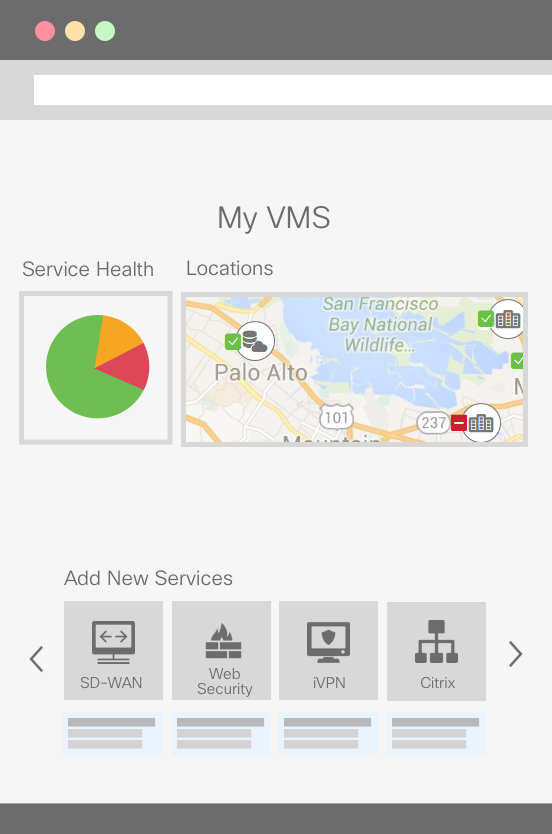 My VMS
Service Health
Locations
San Francisco
Bay National
Wildlife...
Palo Alto
101
237
Add New Services
SD-WAN
Web
Security
iVPN
Citrix